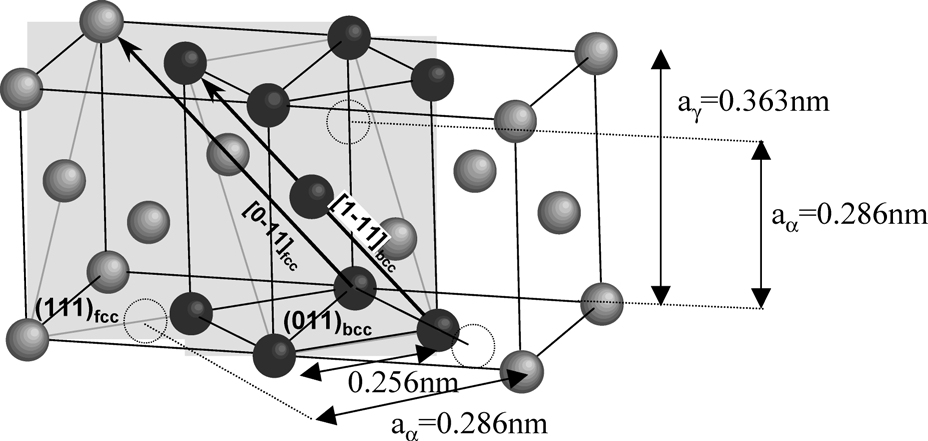 aγ=0.363nm
aα=0.286nm
[1-11]bcc
[0-11]fcc
(111)fcc
(011)bcc
0.256nm
aα=0.286nm